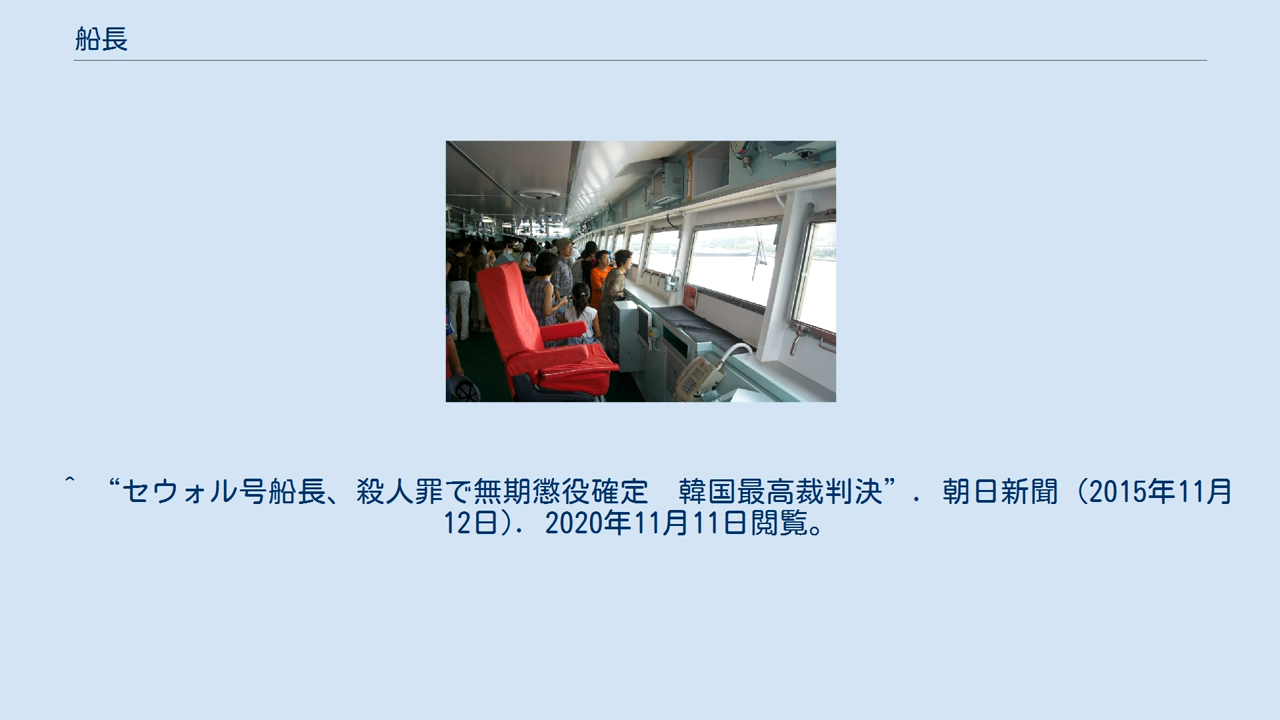 船長
^ “セウォル号船長、殺人罪で無期懲役確定　韓国最高裁判決”. 朝日新聞 (2015年11月
12日). 2020年11月11日閲覧。